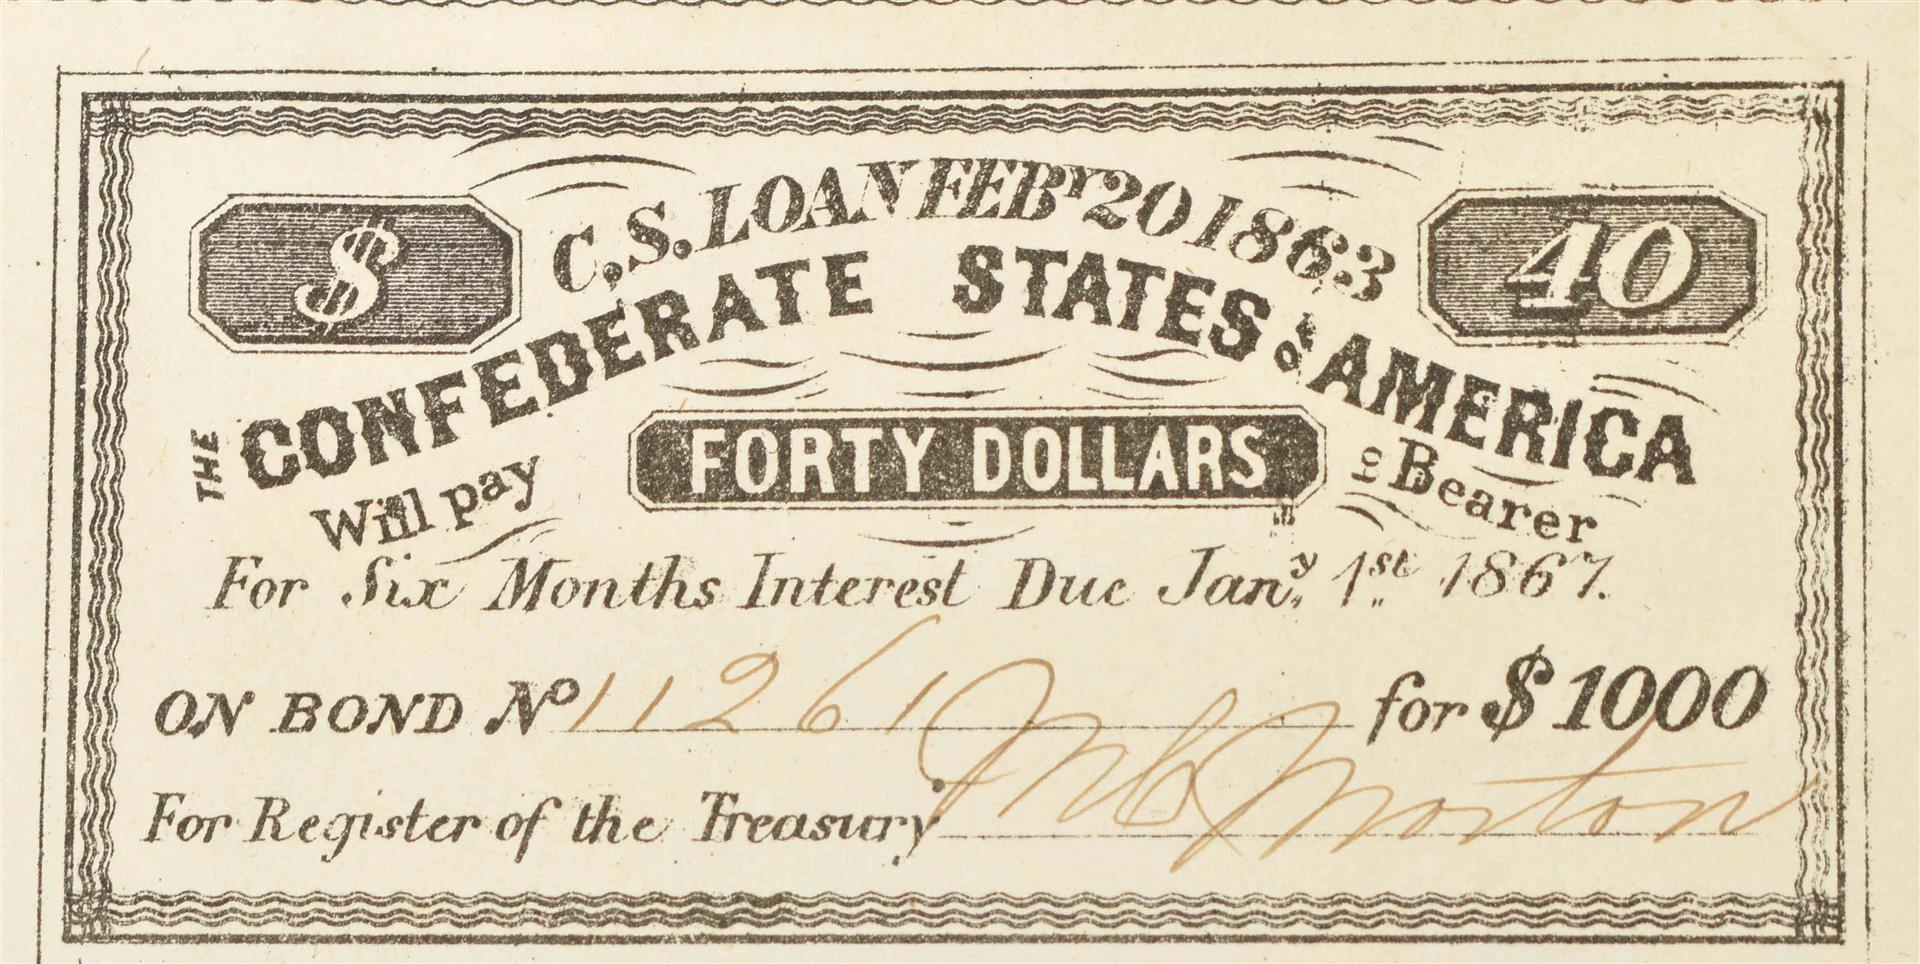 $
C.S. LOAN FEBY 20 1863
40
THE CONFEDERATE STATES OF AMERICA
Will pay FORTY DOLLARS to Bearer
For Six Months Interest Due Jany. 1st. 1867.
ON BOND No 11261 for $1000
For Register of the Treasury Morton